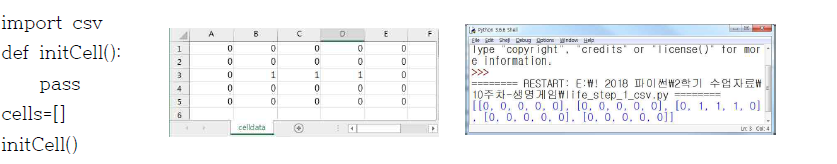 import csv
def initCell():
pass
cells=[]
initCell()
A B C D E F
1 0 0 0 0 0
2 0 0 0 0 0
3 0 1 1 1 0
4 0 0 0 0 0
5 0 0 0 0 0
6
celldata
Python 3.6.6 Shell
File Edit Shell Debug Options Window Help
Type "copyright", "credits" or "license()" for mor
e information.
>>>
======== RESTART: E:₩! 2018 파이썬₩2학기 수업자료₩
10주차-생명게임₩life_step_1_csv.py ========
[[0, 0, 0, 0, 0], [0, 0, 0, 0, 0], [0, 1, 1, 1, 0]
, [0, 0, 0, 0, 0], [0, 0, 0, 0, 0]]
Ln: 3 Col: 4